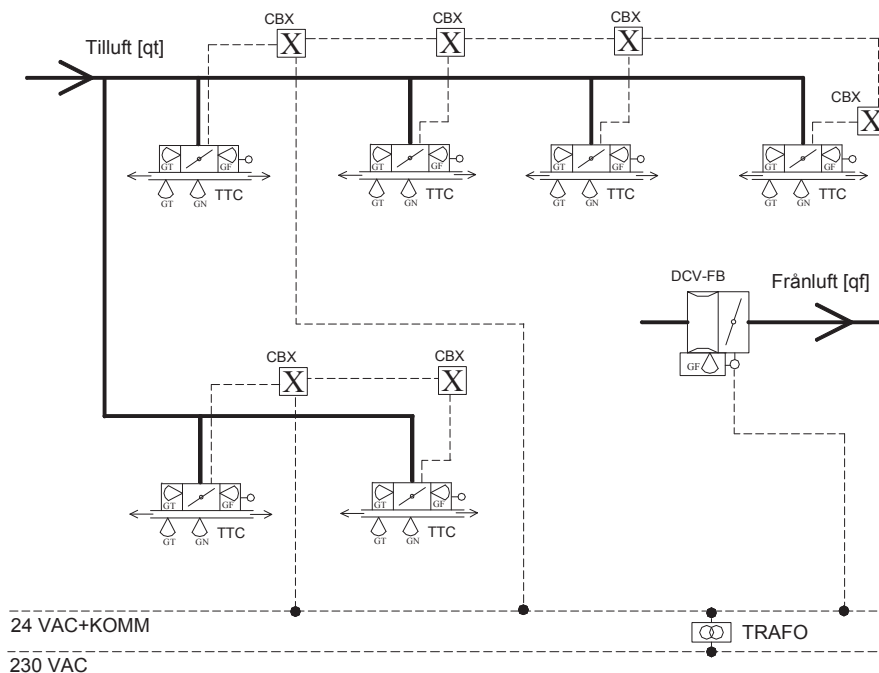 CBX
CBX
CBX
Tilluft [qt]
X
X
X
CBX
X
GT
GF
GT
GF
GT
GF
GT
GF
GT
GN
TTC
GT
GN
TTC
GT
GN
TTC
GT
GN
TTC
DCV-FB
Frånluft [qf]
GF
CBX
CBX
X
X
GT
GF
GT
GF
GT
GN
TTC
GT
GN
TTC
24 VAC+KOMM
TRAFO
230 VAC